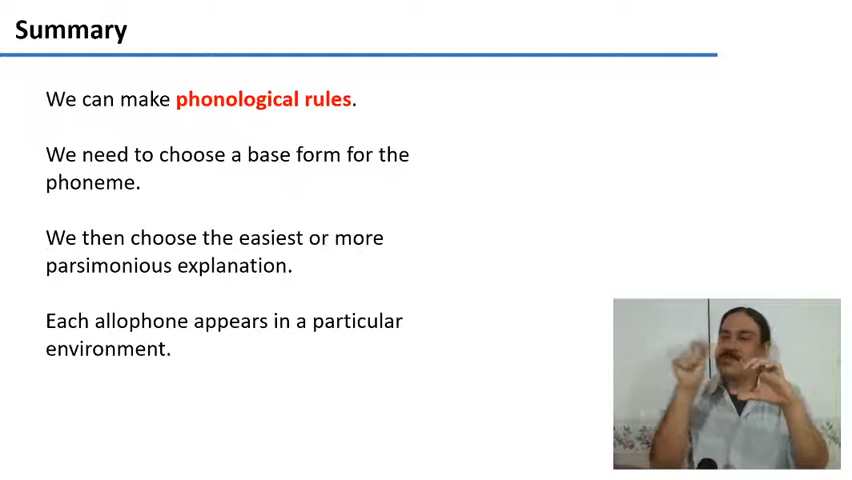 Summary
We can make phonological rules.
We need to choose a base form for the
phoneme.
We then choose the easiest or more
parsimonious explanation.
Each allophone appears in a particular
environment.